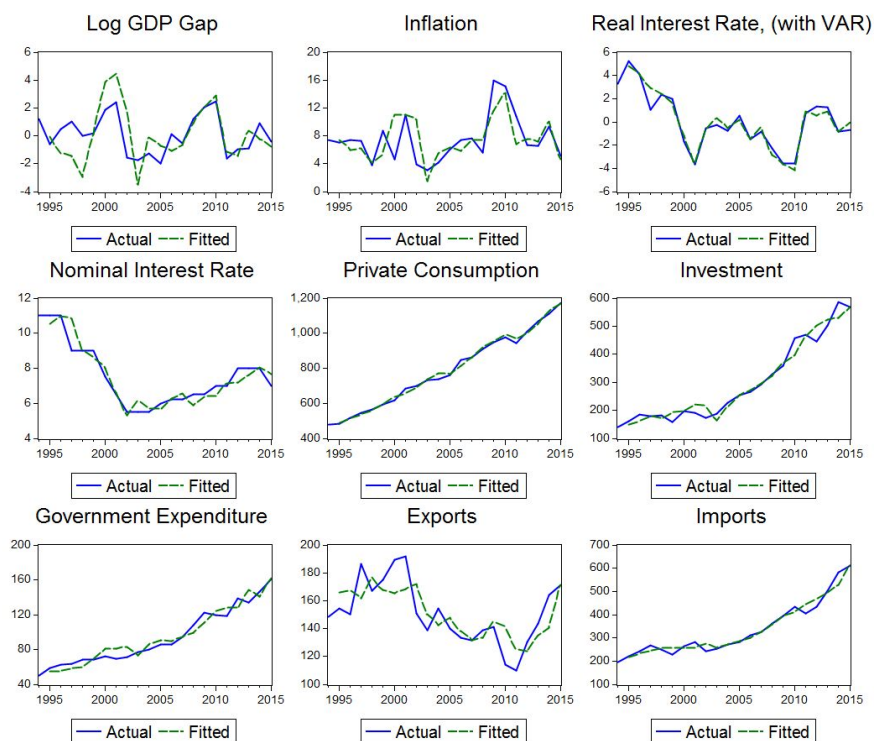 Log GDP Gap
6
4
2
0
-2
-4
1995 2000 2005 2010 2015
Actual Fitted
Inflation
20
16
12
8
4
0
1995 2000 2005 2010 2015
Actual Fitted
Real Interest Rate, (with VAR)
6
4
2
0
-2
-4
-6
1995 2000 2005 2010 2015
Actual Fitted
Nominal Interest Rate
12
10
8
6
4
1995 2000 2005 2010 2015
Actual Fitted
Private Consumption
1,200
1,000
800
600
400
1995 2000 2005 2010 2015
Actual Fitted
Investment
600
500
400
300
200
100
1995 2000 2005 2010 2015
Actual Fitted
Government Expenditure
200
160
120
80
40
1995 2000 2005 2010 2015
Actual Fitted
Exports
200
180
160
140
120
100
1995 2000 2005 2010 2015
Actual Fitted
Imports
700
600
500
400
300
200
100
1995 2000 2005 2010 2015
Actual Fitted